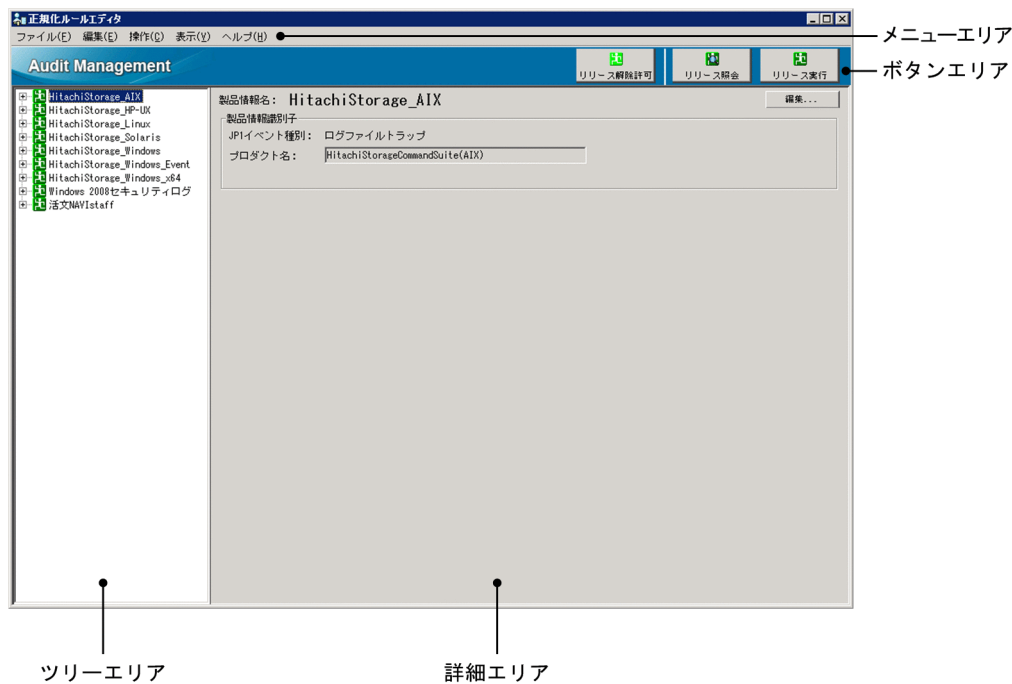 正規化ルールエディタ
ファイル(F) 編集(E) 操作(C) 表示(V) ヘルプ(H)
メニューエリア
Audit Management
リリース解除許可
リリース照会
リリース実行
ボタンエリア
HitachiStorage_AIX
HitachiStorage_HP-UX
HitachiStorage_Linux
HitachiStorage_Solaris
HitachiStorage_Windows
HitachiStorage_Windows_Event
HitachiStorage_Windows_x64
Windows 2008セキュリティログ
活文NAVIstaff
製品情報名: HitachiStorage_AIX
編集...
製品情報識別子
JP1イベント種別: ログファイルトラップ
プロダクト名: HitachiStorageCommandSuite(AIX)
ツリーエリア
詳細エリア